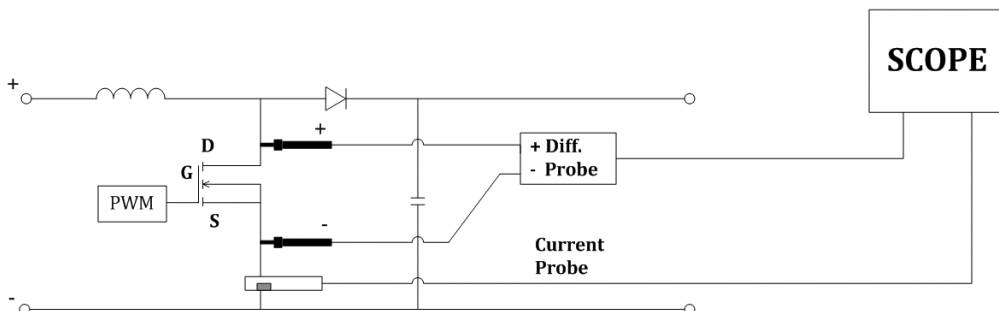 SCOPE
+
+
D
+ Diff.
- Probe
G
PWM
S
-
Current
Probe
-